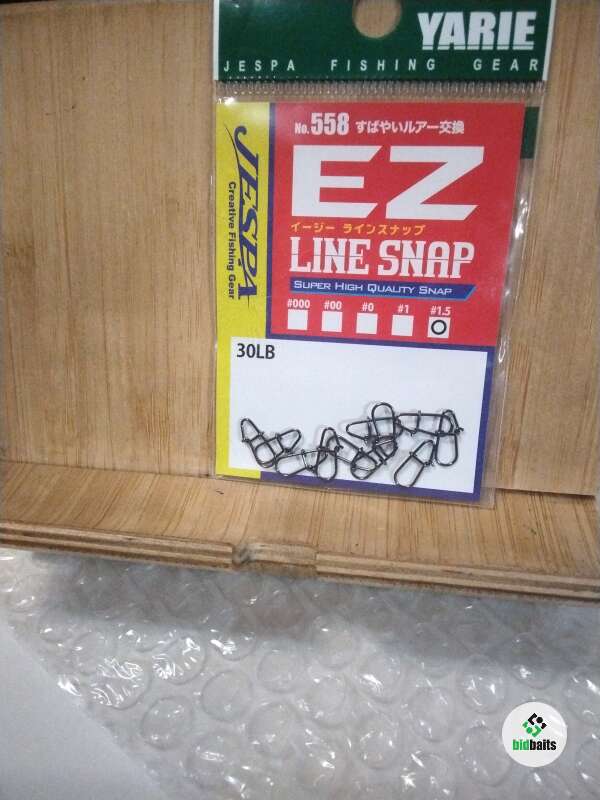 YARIE
JESPA FISHING GEAR
No.558 すばやいルアー交換
EZ
イージー ラインスナップ
LINE SNAP
SUPER HIGH QUALITY SNAP
#000 #00 #0 #1 #1.5
JESPA
Creative Fishing Gear
30LB
bidbaits